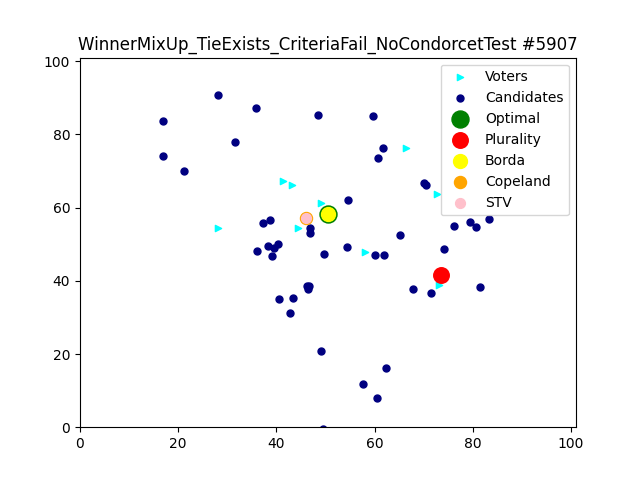 WinnerMixUp_TieExists_CriteriaFail_NoCondorcetTest #5907
100
80
60
40
20
0
0
20
40
60
80
100
Voters
Candidates
Optimal
Plurality
Borda
Copeland
STV